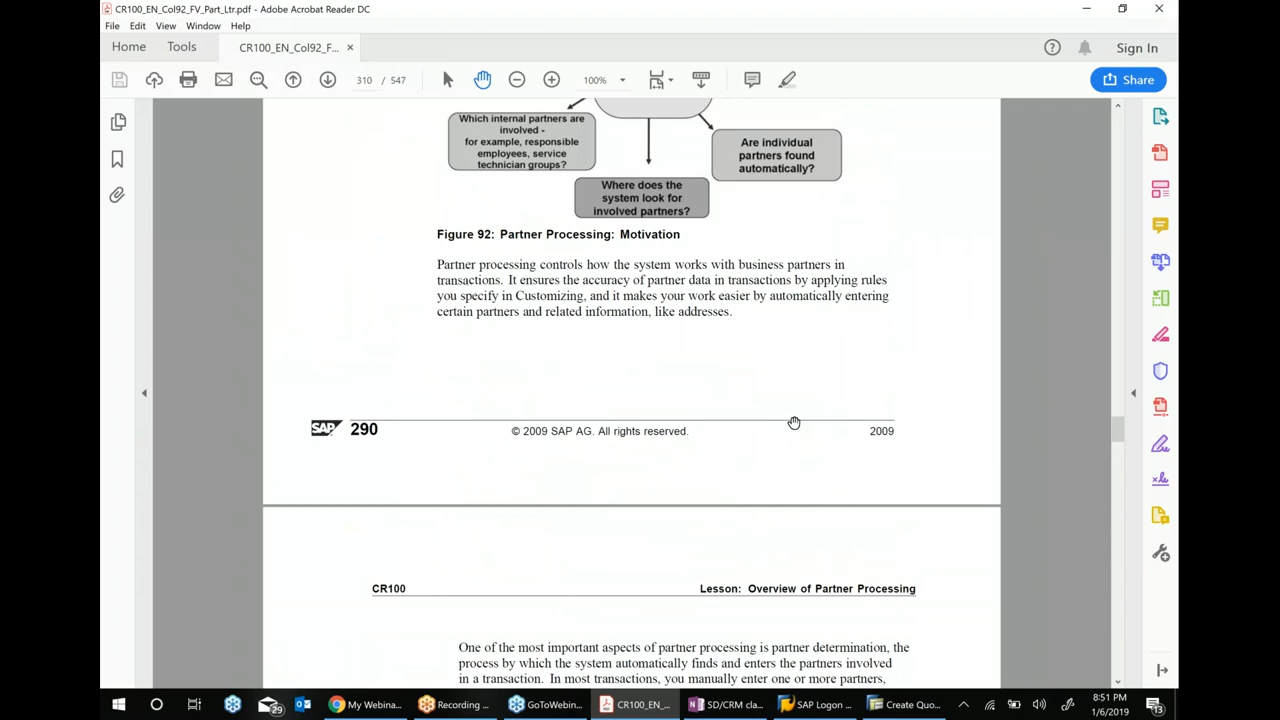 CR100_EN_Col92_FV_Part_Ltr.pdf - Adobe Acrobat Reader DC
File Edit View Window Help
Home Tools CR100_EN_Col92_F... × Sign In
310 / 547 100% Share
Which internal partners are
involved -
for example, responsible
employees, service
technician groups?
Are individual
partners found
automatically?
Where does the
system look for
involved partners?
Figure 92: Partner Processing: Motivation
Partner processing controls how the system works with business partners in
transactions. It ensures the accuracy of partner data in transactions by applying rules
you specify in Customizing, and it makes your work easier by automatically entering
certain partners and related information, like addresses.
SAP 290 © 2009 SAP AG. All rights reserved. 2009
CR100 Lesson: Overview of Partner Processing
One of the most important aspects of partner processing is partner determination, the
process by which the system automatically finds and enters the partners involved
in a transaction. In most transactions, you manually enter one or more partners,
29 My Webina... Recording ... GoToWebin... CR100_EN_... SD/CRM cla... SAP Logon ... Create Quo... 8:51 PM
1/6/2019 13